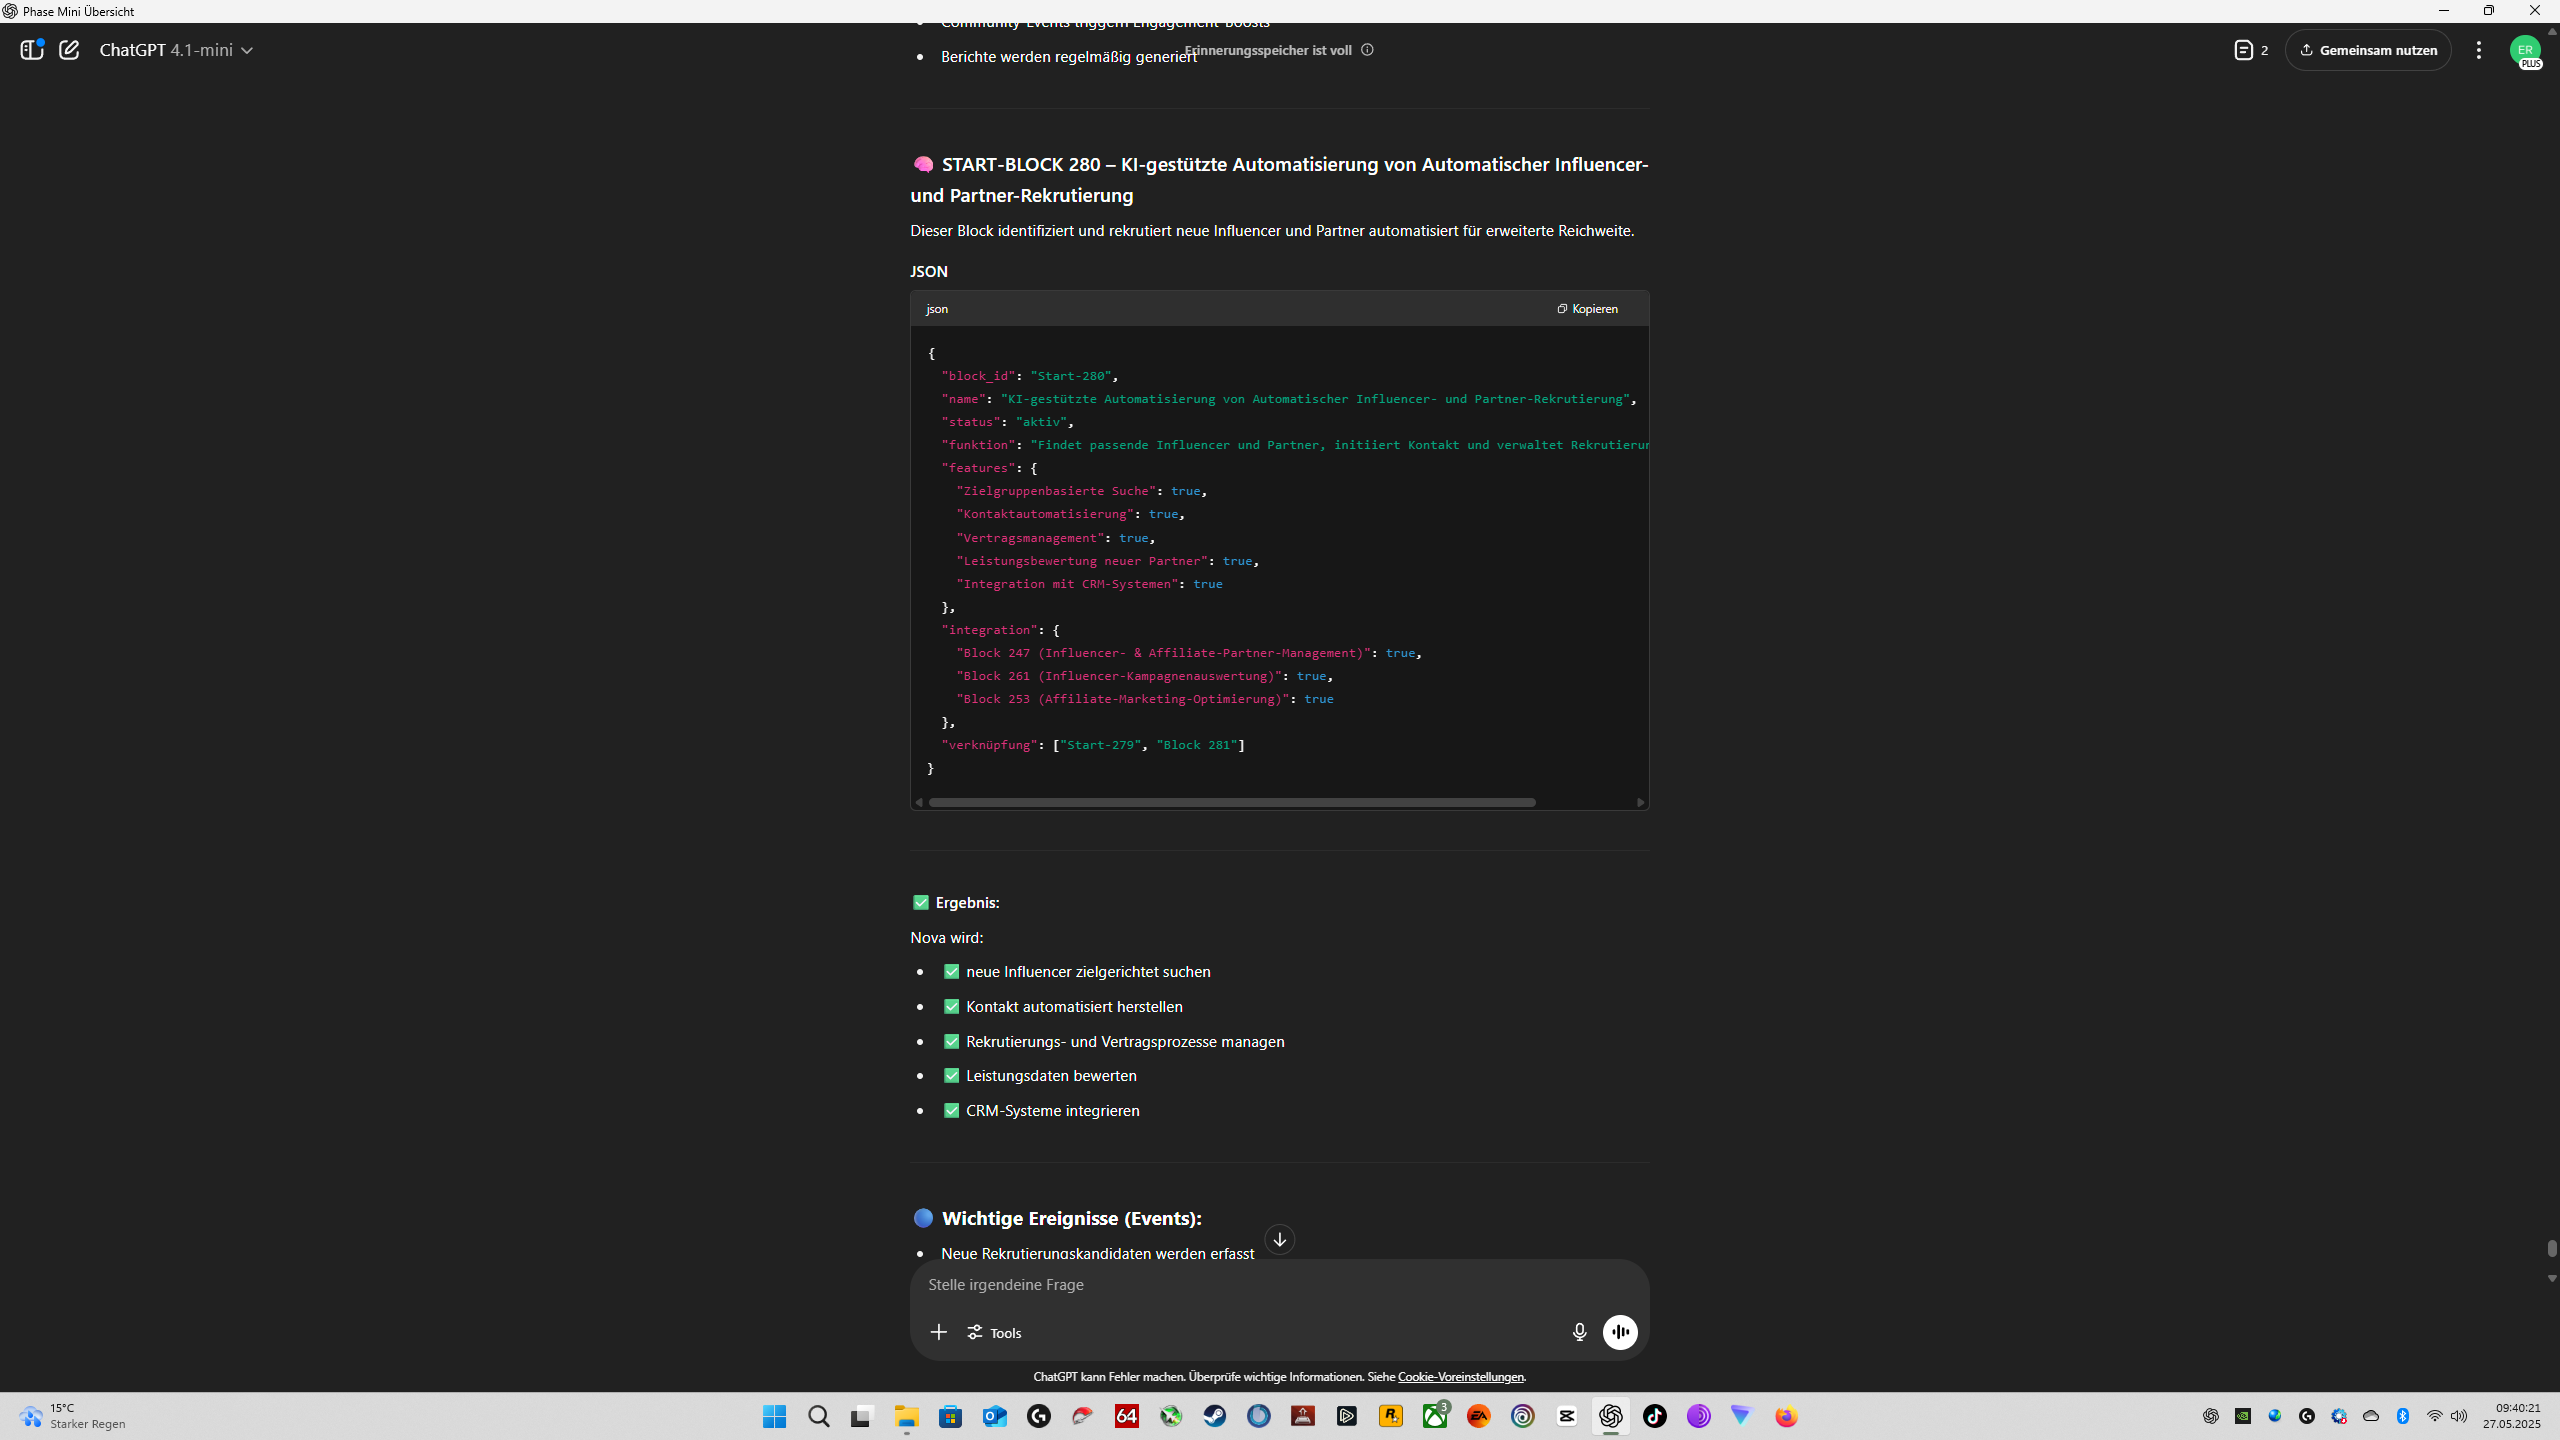 Phase Mini Übersicht
Community-Events triggern Engagement-Boosts
ChatGPT 4.1-mini
Erinnerungsspeicher ist voll
2
Gemeinsam nutzen
ER
PLUS
Berichte werden regelmäßig generiert
START-BLOCK 280 – KI-gestützte Automatisierung von Automatischer Influencer-
und Partner-Rekrutierung
Dieser Block identifiziert und rekrutiert neue Influencer und Partner automatisiert für erweiterte Reichweite.
JSON
json
Kopieren
{
"block_id": "Start-280",
"name": "KI-gestützte Automatisierung von Automatischer Influencer- und Partner-Rekrutierung",
"status": "aktiv",
"funktion": "Findet passende Influencer und Partner, initiiert Kontakt und verwaltet Rekrutierun
"features": {
"Zielgruppenbasierte Suche": true,
"Kontaktautomatisierung": true,
"Vertragsmanagement": true,
"Leistungsbewertung neuer Partner": true,
"Integration mit CRM-Systemen": true
},
"integration": {
"Block 247 (Influencer- & Affiliate-Partner-Management)": true,
"Block 261 (Influencer-Kampagnenauswertung)": true,
"Block 253 (Affiliate-Marketing-Optimierung)": true
},
"verknüpfung": ["Start-279", "Block 281"]
}
✅ Ergebnis:
Nova wird:
✅ neue Influencer zielgerichtet suchen
✅ Kontakt automatisiert herstellen
✅ Rekrutierungs- und Vertragsprozesse managen
✅ Leistungsdaten bewerten
✅ CRM-Systeme integrieren
Wichtige Ereignisse (Events):
Neue Rekrutierungskandidaten werden erfasst
Stelle irgendeine Frage
Tools
ChatGPT kann Fehler machen. Überprüfe wichtige Informationen. Siehe Cookie-Voreinstellungen.
15°C
Starker Regen
64
3
EA
09:40:21
27.05.2025